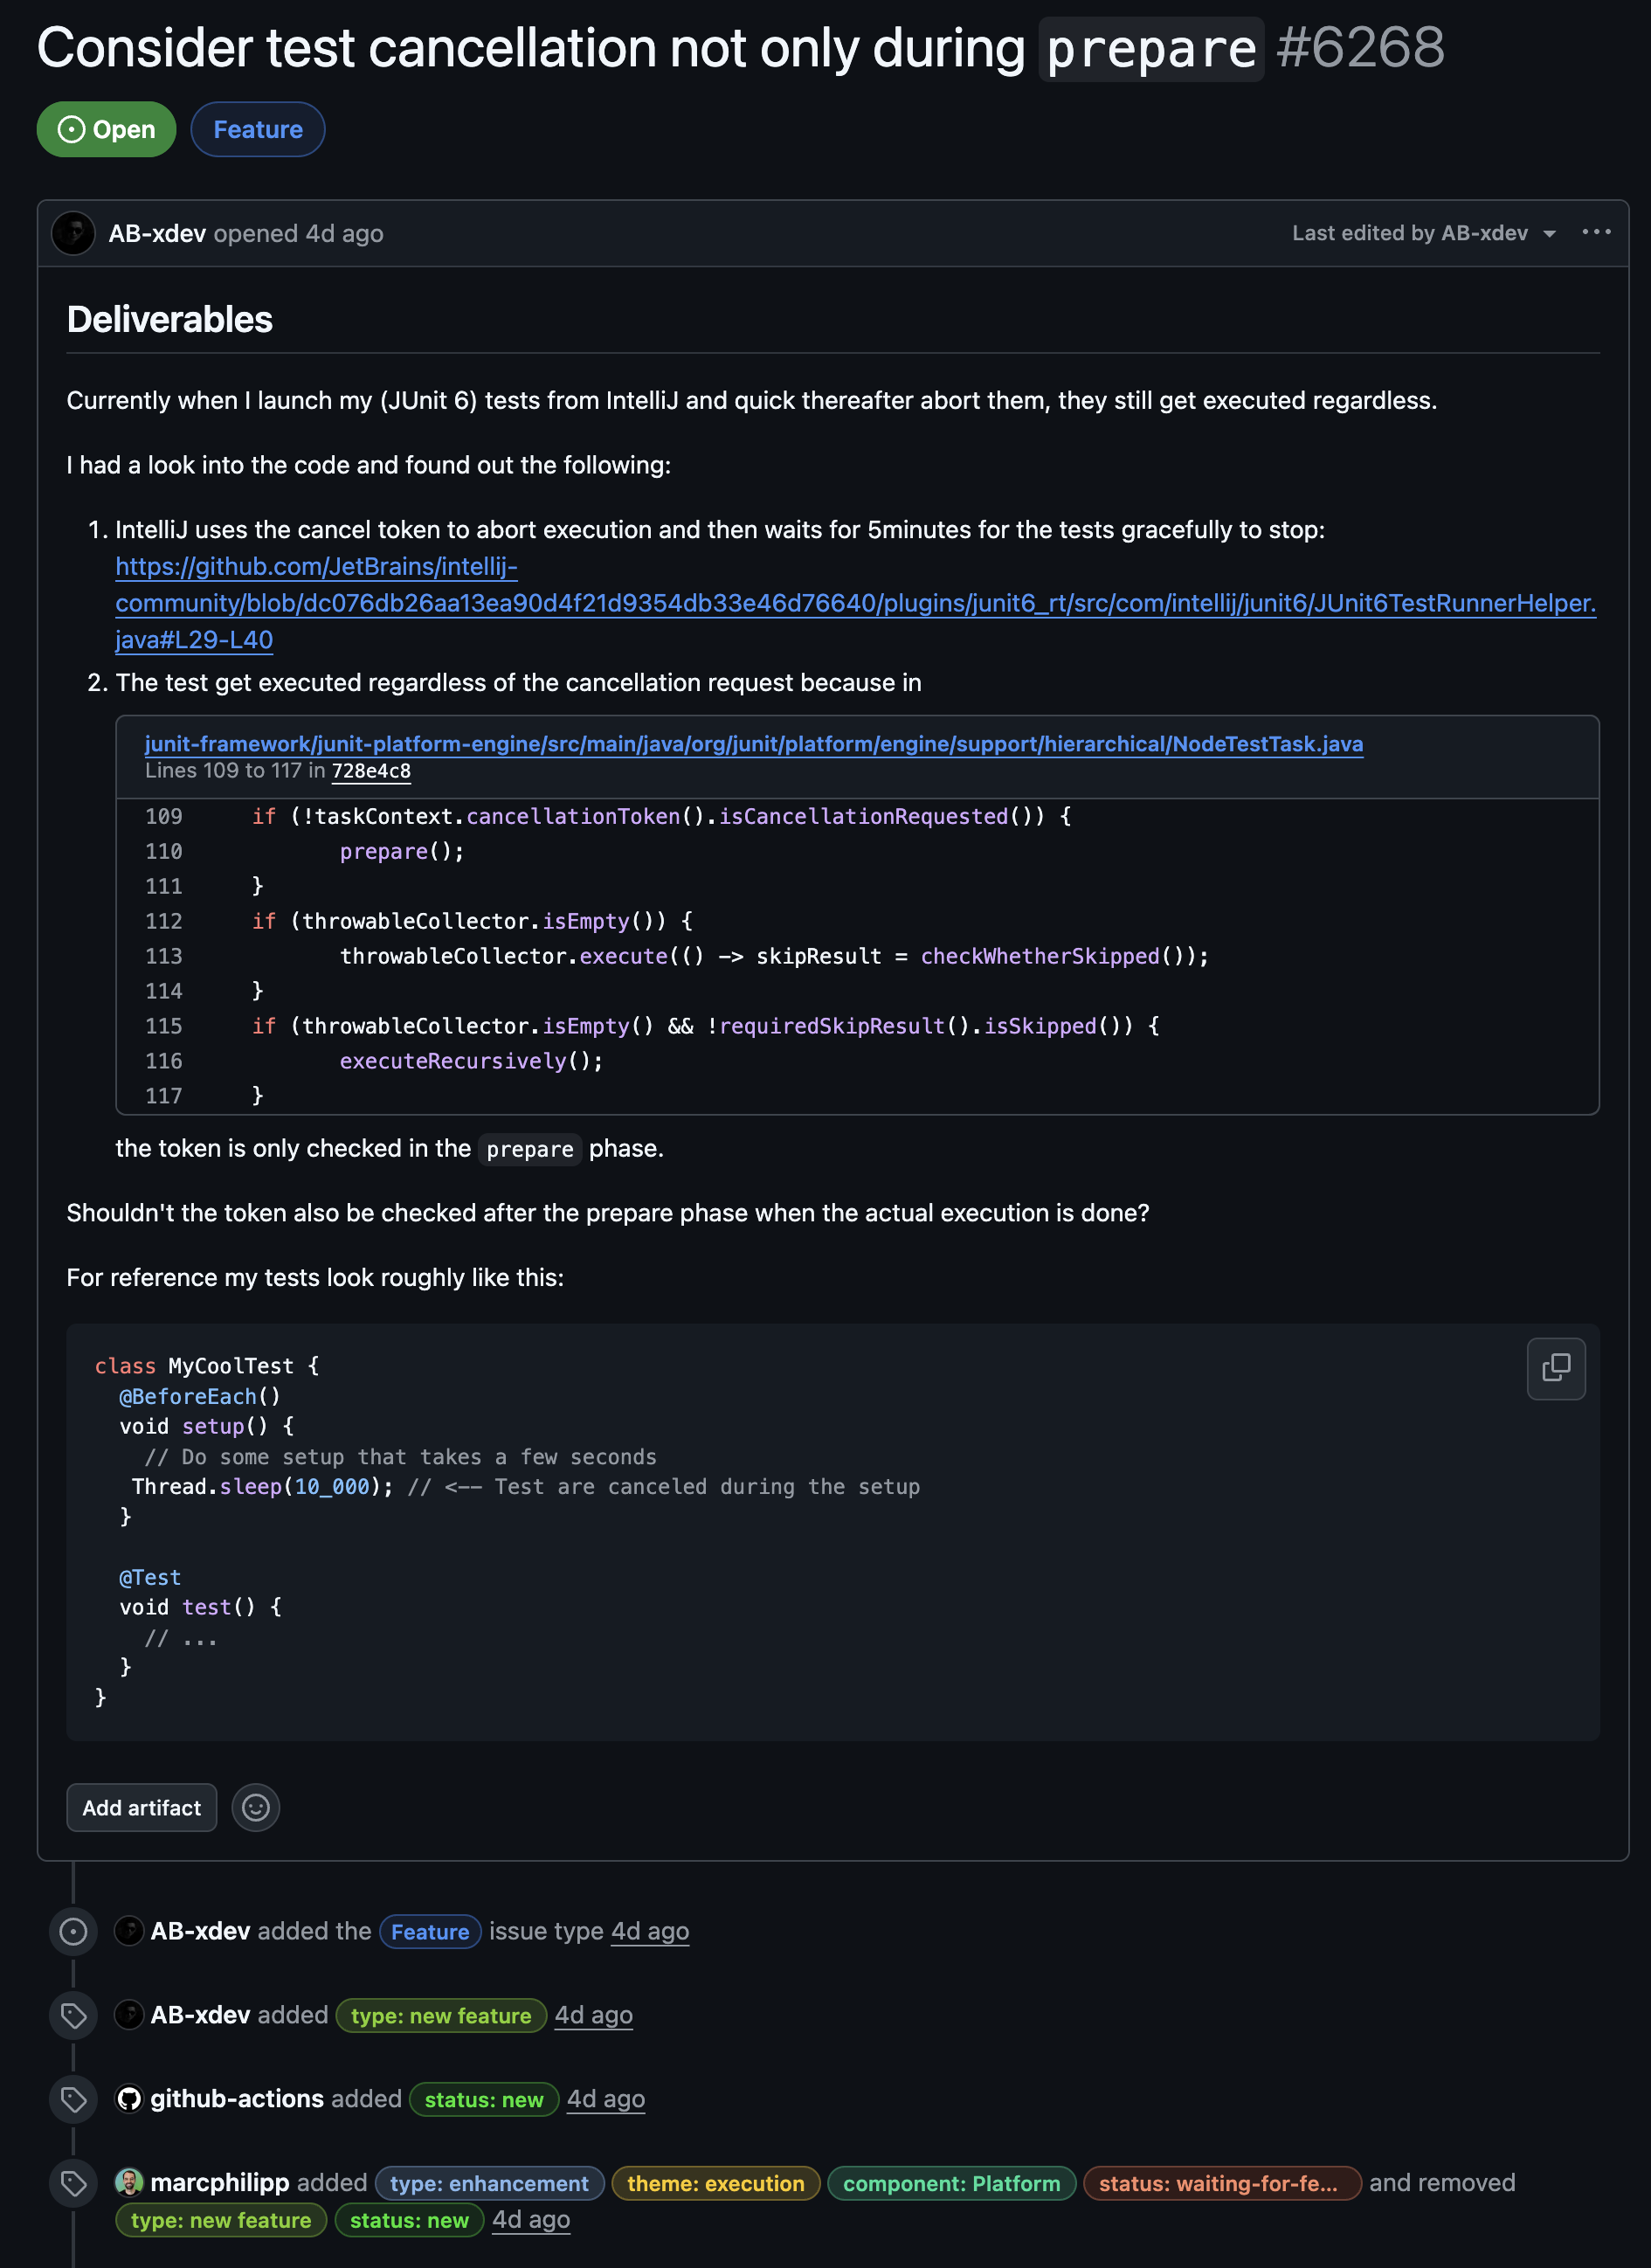 Consider test cancellation not only during prepare #6268
Open Feature
AB-xdev opened 4d ago Last edited by AB-xdev
Deliverables
Currently when I launch my (JUnit 6) tests from IntelliJ and quick thereafter abort them, they still get executed regardless.
I had a look into the code and found out the following:
1. IntelliJ uses the cancel token to abort execution and then waits for 5minutes for the tests gracefully to stop:
https://github.com/JetBrains/intellij-
community/blob/dc076db26aa13ea90d4f21d9354db33e46d76640/plugins/junit6_rt/src/com/intellij/junit6/JUnit6TestRunnerHelper.
java#L29-L40
2. The test get executed regardless of the cancellation request because in
junit-framework/junit-platform-engine/src/main/java/org/junit/platform/engine/support/hierarchical/NodeTestTask.java
Lines 109 to 117 in 728e4c8
109 if (!taskContext.cancellationToken().isCancellationRequested()) {
110 prepare();
111 }
112 if (throwableCollector.isEmpty()) {
113 throwableCollector.execute(() -> skipResult = checkWhetherSkipped());
114 }
115 if (throwableCollector.isEmpty() && !requiredSkipResult().isSkipped()) {
116 executeRecursively();
117 }
the token is only checked in the prepare phase.
Shouldn't the token also be checked after the prepare phase when the actual execution is done?
For reference my tests look roughly like this:
class MyCoolTest {
@BeforeEach()
void setup() {
// Do some setup that takes a few seconds
Thread.sleep(10_000); // <-- Test are canceled during the setup
}
@Test
void test() {
// ...
}
}
Add artifact
AB-xdev added the Feature issue type 4d ago
AB-xdev added type: new feature 4d ago
github-actions added status: new 4d ago
marcphilipp added type: enhancement theme: execution component: Platform status: waiting-for-fe... and removed
type: new feature status: new 4d ago